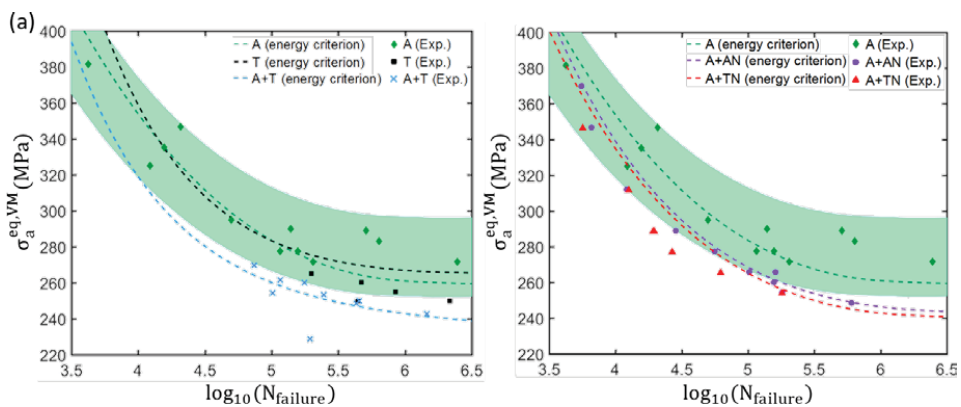 (a)
400
380
360
340
320
300
280
260
240
220
3.5 4 4.5 5 5.5 6 6.5
σₐ^eq,VM (MPa)
log₁₀(N_failure)
A (energy criterion)
T (energy criterion)
A+T (energy criterion)
A (Exp.)
T (Exp.)
A+T (Exp.)
400
380
360
340
320
300
280
260
240
220
3.5 4 4.5 5 5.5 6 6.5
σₐ^eq,VM (MPa)
log₁₀(N_failure)
A (energy criterion)
A+AN (energy criterion)
A+TN (energy criterion)
A (Exp.)
A+AN (Exp.)
A+TN (Exp.)